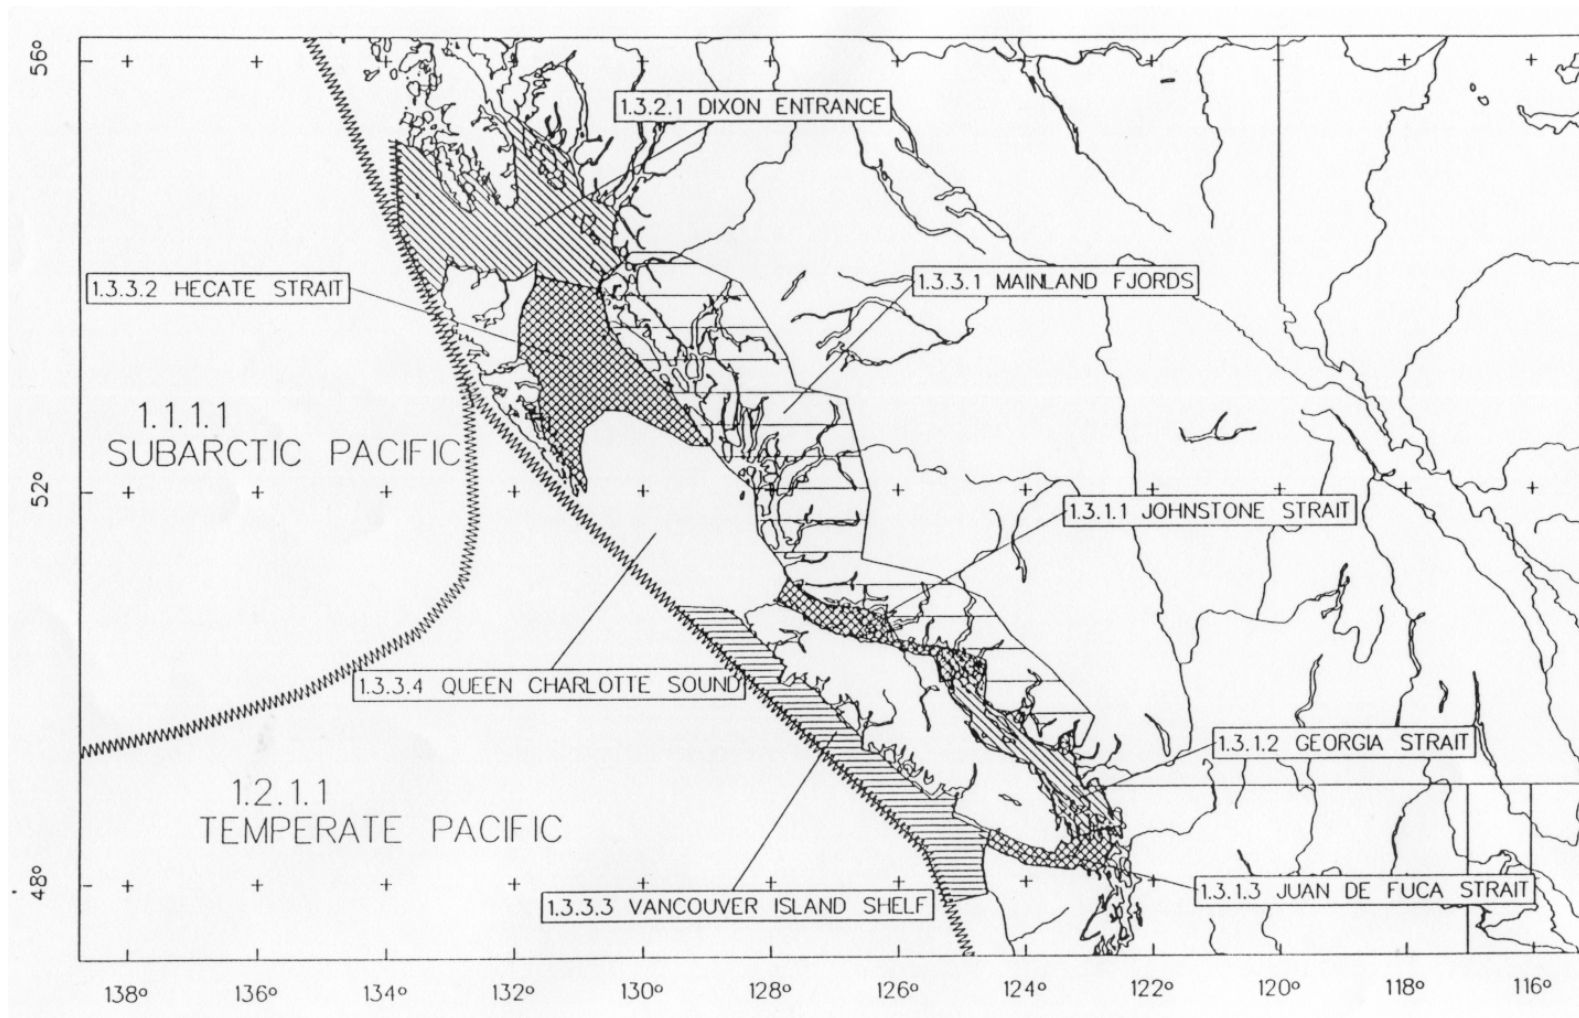 56°
1.3.2.1 DIXON ENTRANCE
1.3.3.2 HECATE STRAIT
1.3.3.1 MAINLAND FJORDS
1.1.1.1
SUBARCTIC PACIFIC
52°
1.3.1.1 JOHNSTONE STRAIT
1.3.3.4 QUEEN CHARLOTTE SOUND
1.3.1.2 GEORGIA STRAIT
1.2.1.1
TEMPERATE PACIFIC
48°
1.3.3.3 VANCOUVER ISLAND SHELF
1.3.1.3 JUAN DE FUCA STRAIT
138° 136° 134° 132° 130° 128° 126° 124° 122° 120° 118° 116°